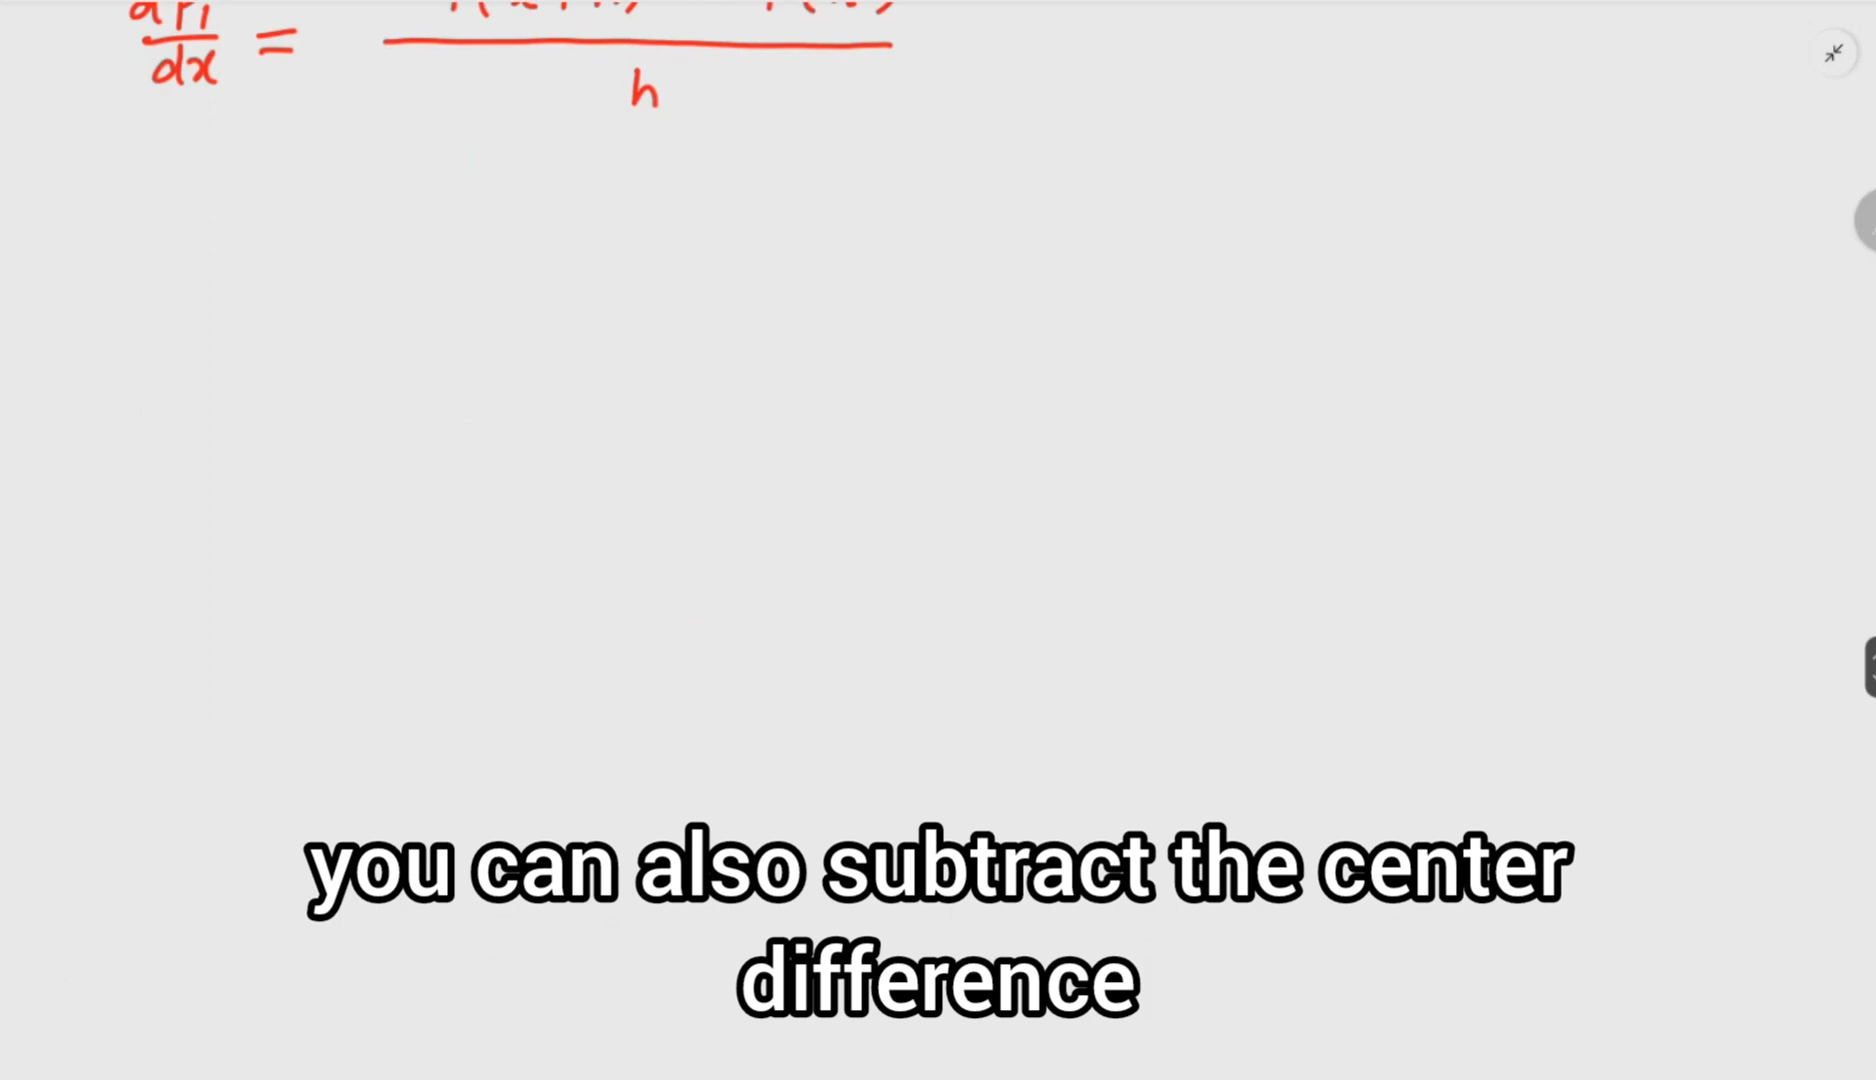 dx =
h
you can also subtract the center
difference